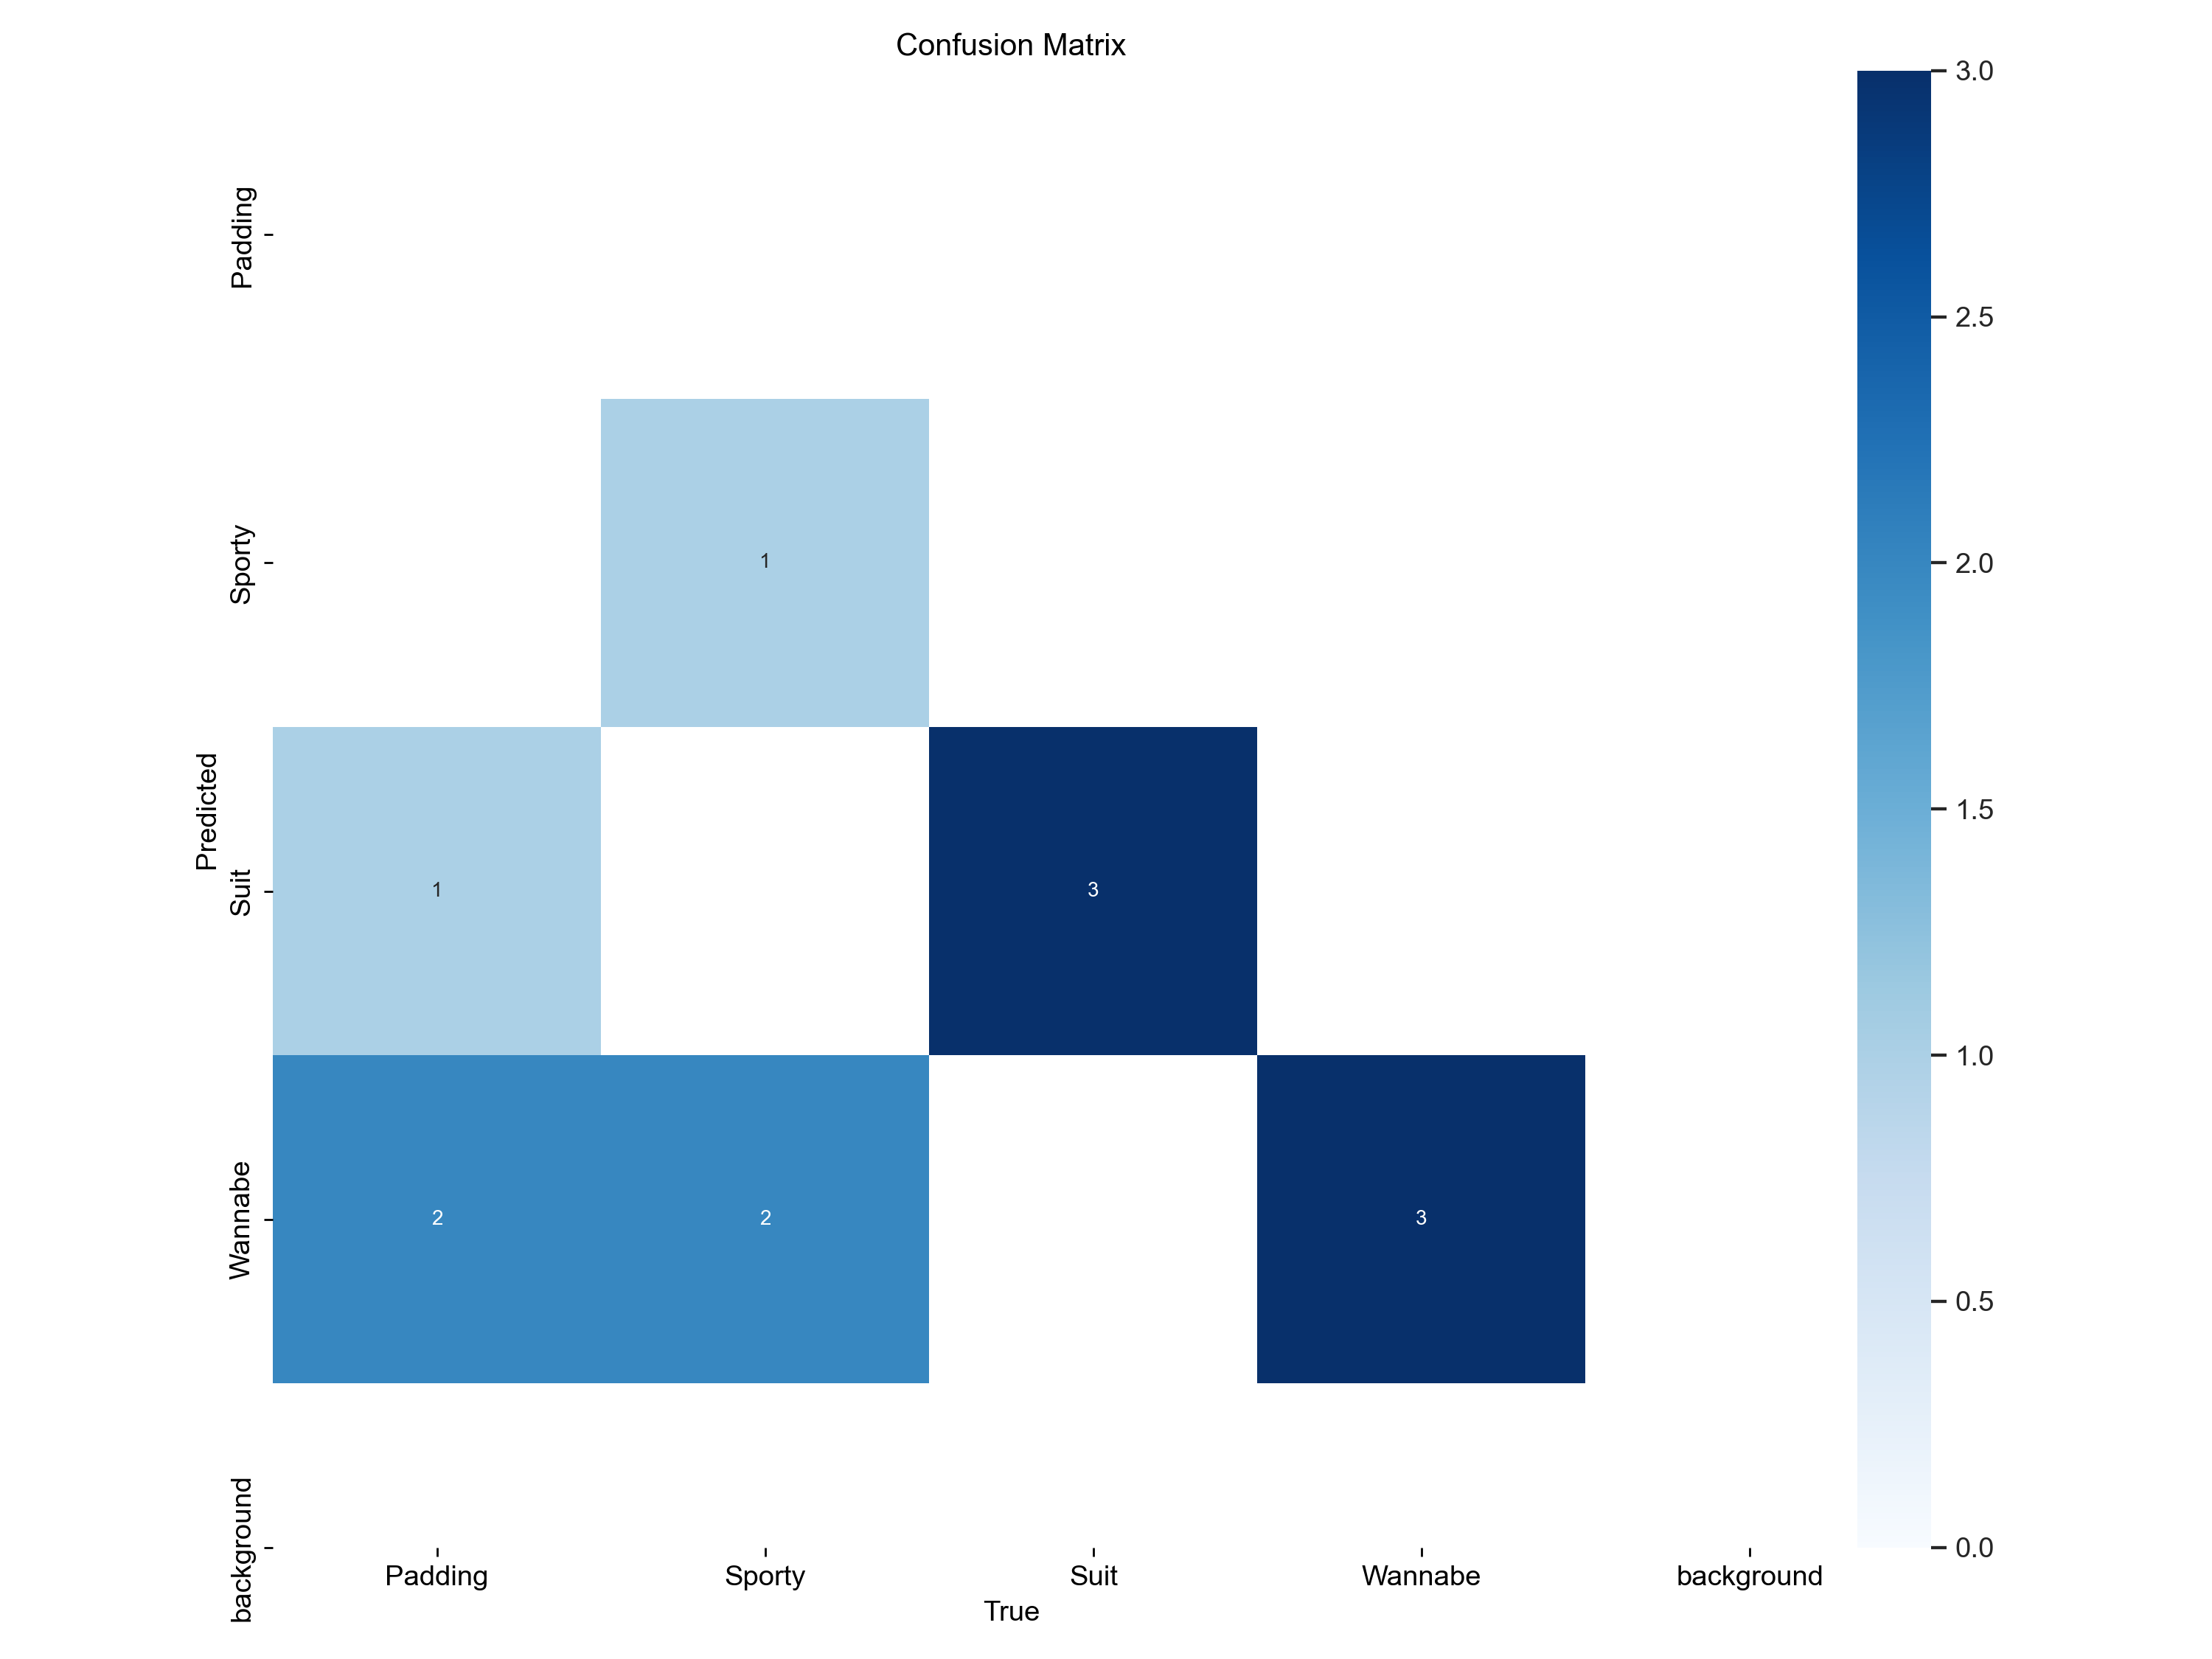 Confusion Matrix
Predicted
Padding
Sporty
Suit
Wannabe
background
1
1
3
2
2
3
Padding
Sporty
Suit
Wannabe
background
True
3.0
2.5
2.0
1.5
1.0
0.5
0.0